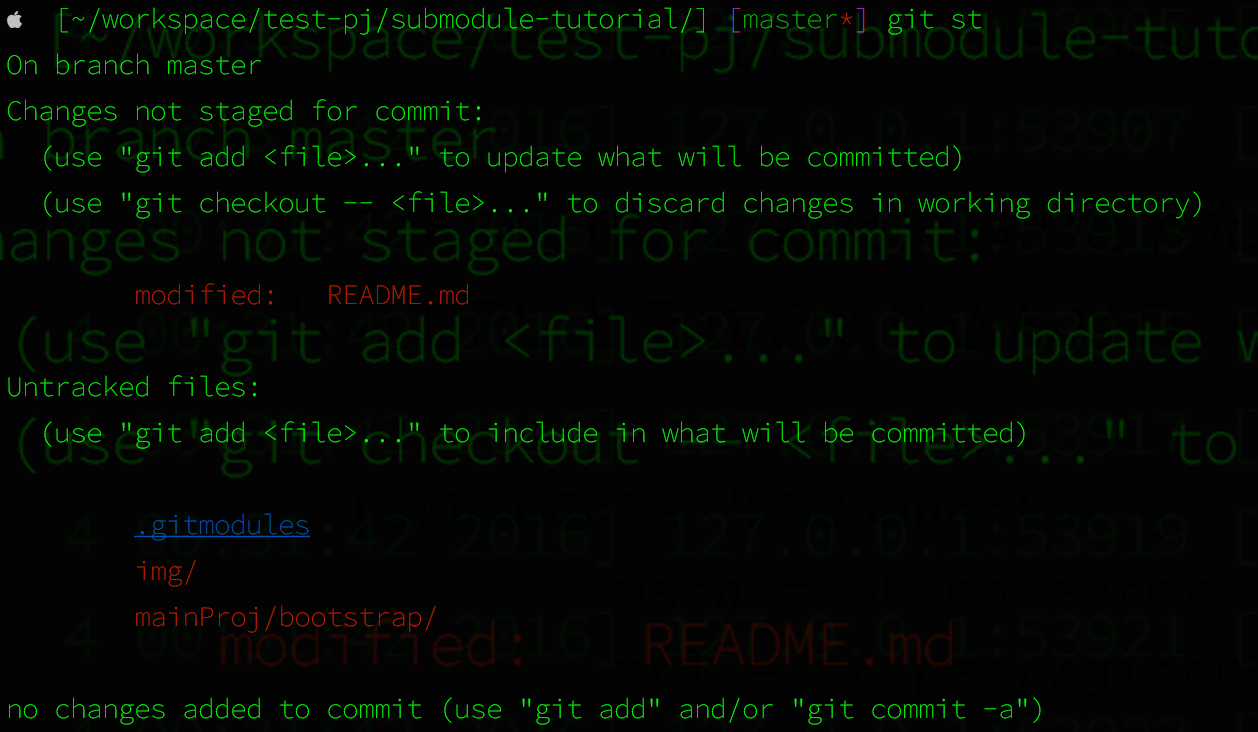 [~/workspace/test-pj/submodule-tutorial/] [master*] git st
On branch master
Changes not staged for commit:
(use "git add <file>..." to update what will be committed)
(use "git checkout -- <file>..." to discard changes in working directory)
modified: README.md
Untracked files:
(use "git add <file>..." to include in what will be committed)
.gitmodules
img/
mainProj/bootstrap/
no changes added to commit (use "git add" and/or "git commit -a")